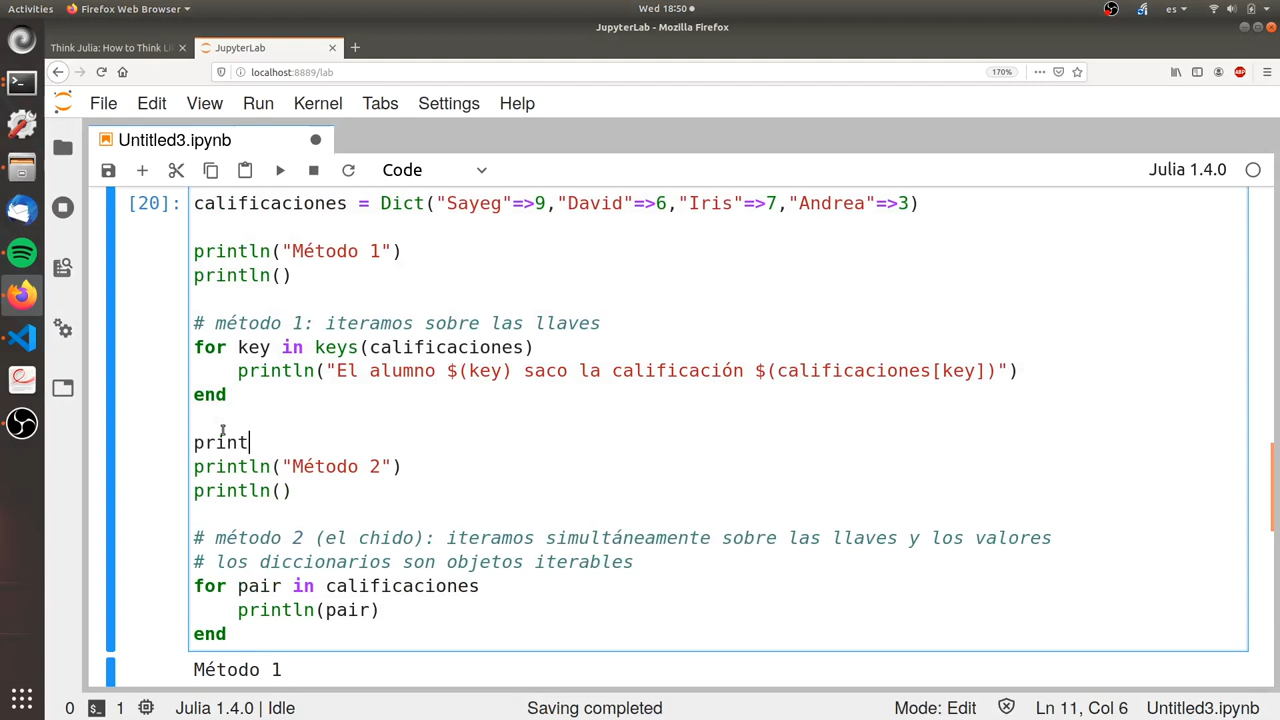 Activities Firefox Web Browser Wed 18:50 es
JupyterLab - Mozilla Firefox
Think Julia: How to Think Li JupyterLab
localhost:8889/lab 170%
File Edit View Run Kernel Tabs Settings Help
Untitled3.ipynb
Code Julia 1.4.0
[20]: calificaciones = Dict("Sayeg"=>9,"David"=>6,"Iris"=>7,"Andrea"=>3)
println("Método 1")
println()
# método 1: iteramos sobre las llaves
for key in keys(calificaciones)
println("El alumno $(key) saco la calificación $(calificaciones[key])")
end
print
println("Método 2")
println()
# método 2 (el chido): iteramos simultáneamente sobre las llaves y los valores
# los diccionarios son objetos iterables
for pair in calificaciones
println(pair)
end
Método 1
0 1 Julia 1.4.0 | Idle Saving completed Mode: Edit Ln 11, Col 6 Untitled3.ipynb